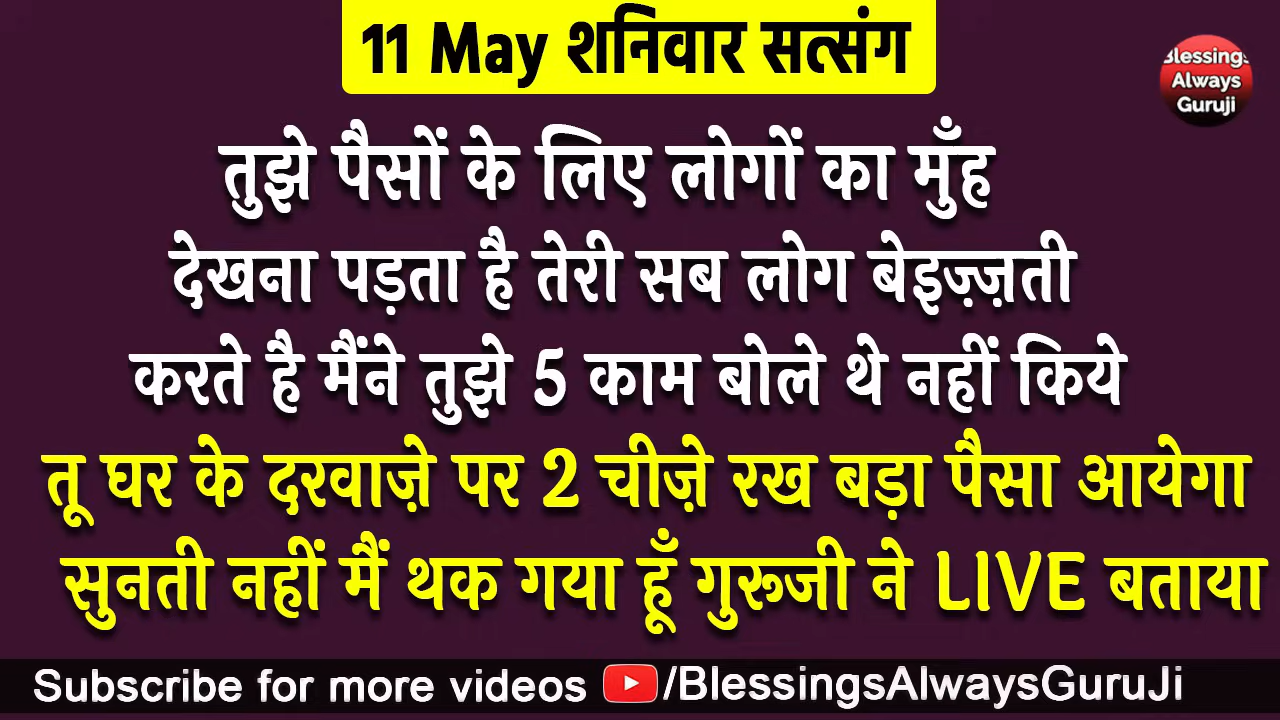 11 May शनिवार सत्संग
Blessings
Always
Guruji
तुझे पैसों के लिए लोगों का मुँह
देखना पड़ता है तेरी सब लोग बेइज़्ज़ती
करते है मैंने तुझे 5 काम बोले थे नहीं किये
तू घर के दरवाज़े पर 2 चीज़े रख बड़ा पैसा आयेगा
सुनती नहीं मैं थक गया हूँ गुरूजी ने LIVE बताया
Subscribe for more videos /BlessingsAlwaysGuruJi